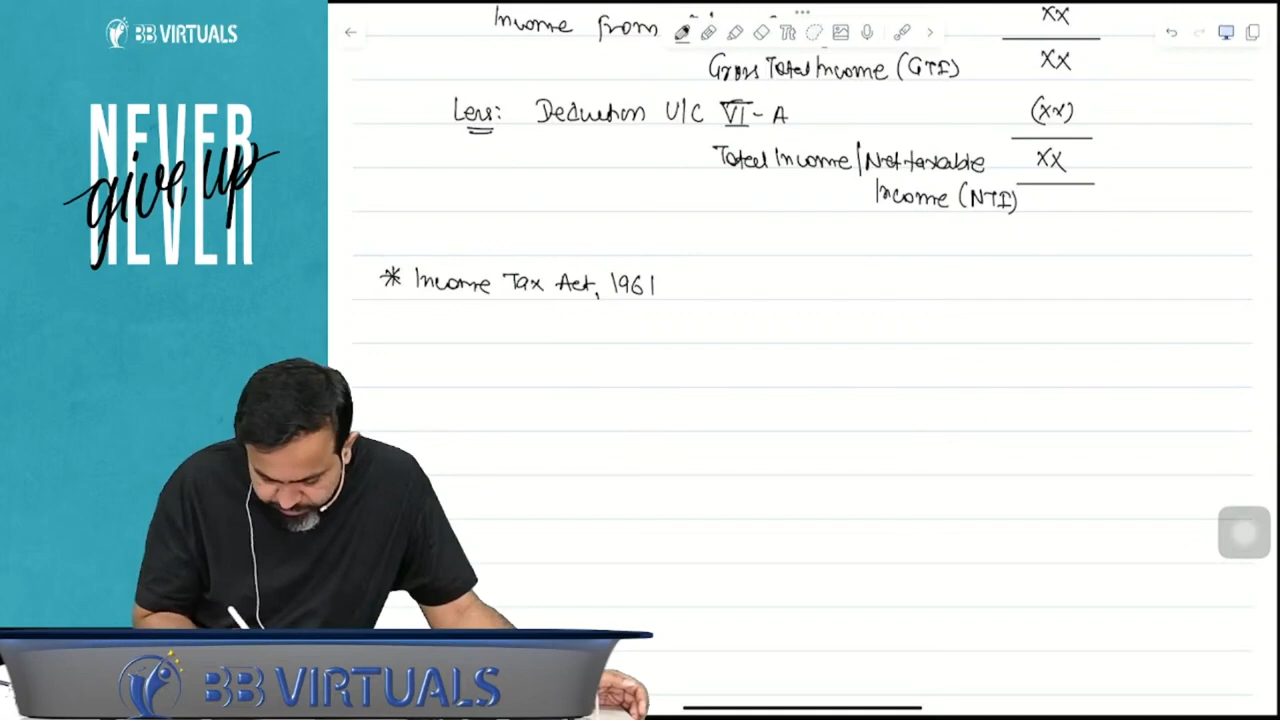 BB VIRTUALS
NEVER
give up
NEVER
Income from
XX
Gross Total Income (GTI)
XX
Less: Deduction U/C VI-A
(XX)
Total Income/Net taxable
XX
Income (NTI)
* Income Tax Act, 1961
BB VIRTUALS